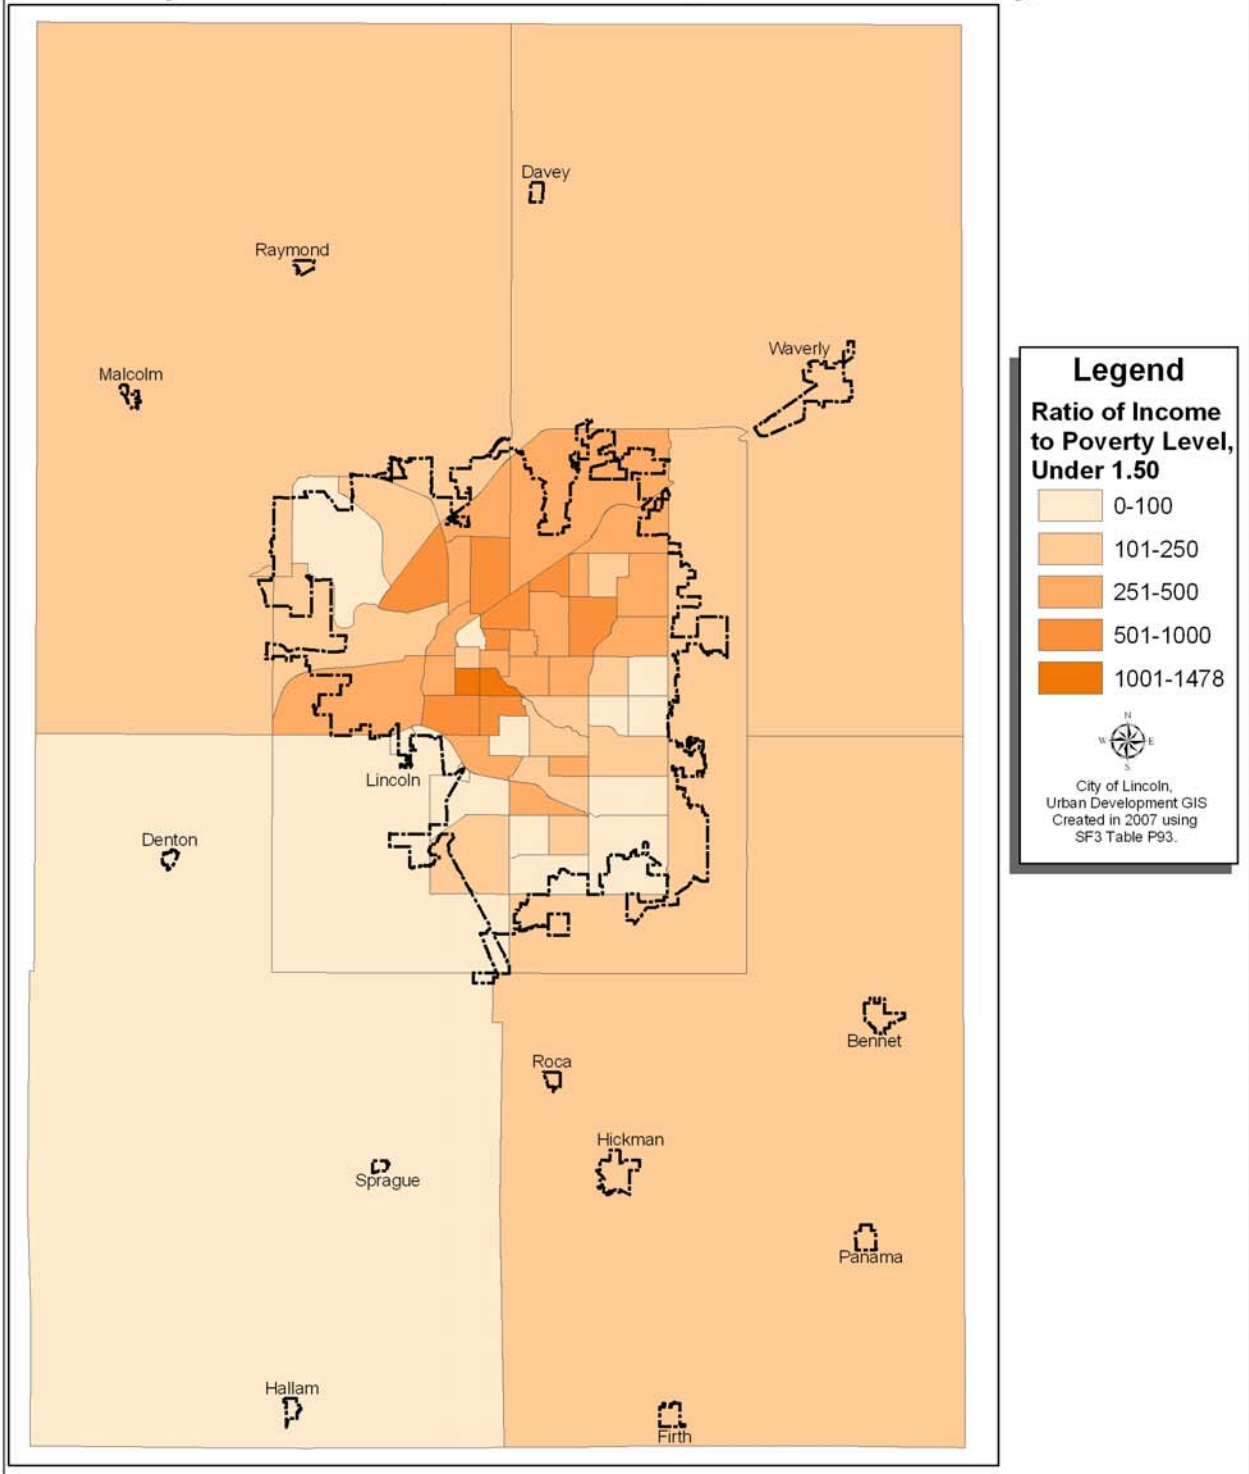 Davey
Raymond
Waverly
Malcolm
Lincoln
Denton
Bennet
Roca
Hickman
Sprague
Panama
Hallam
Firth
Legend
Ratio of Income
to Poverty Level,
Under 1.50
0-100
101-250
251-500
501-1000
1001-1478
N
W E
S
City of Lincoln,
Urban Development GIS
Created in 2007 using
SF3 Table P93.